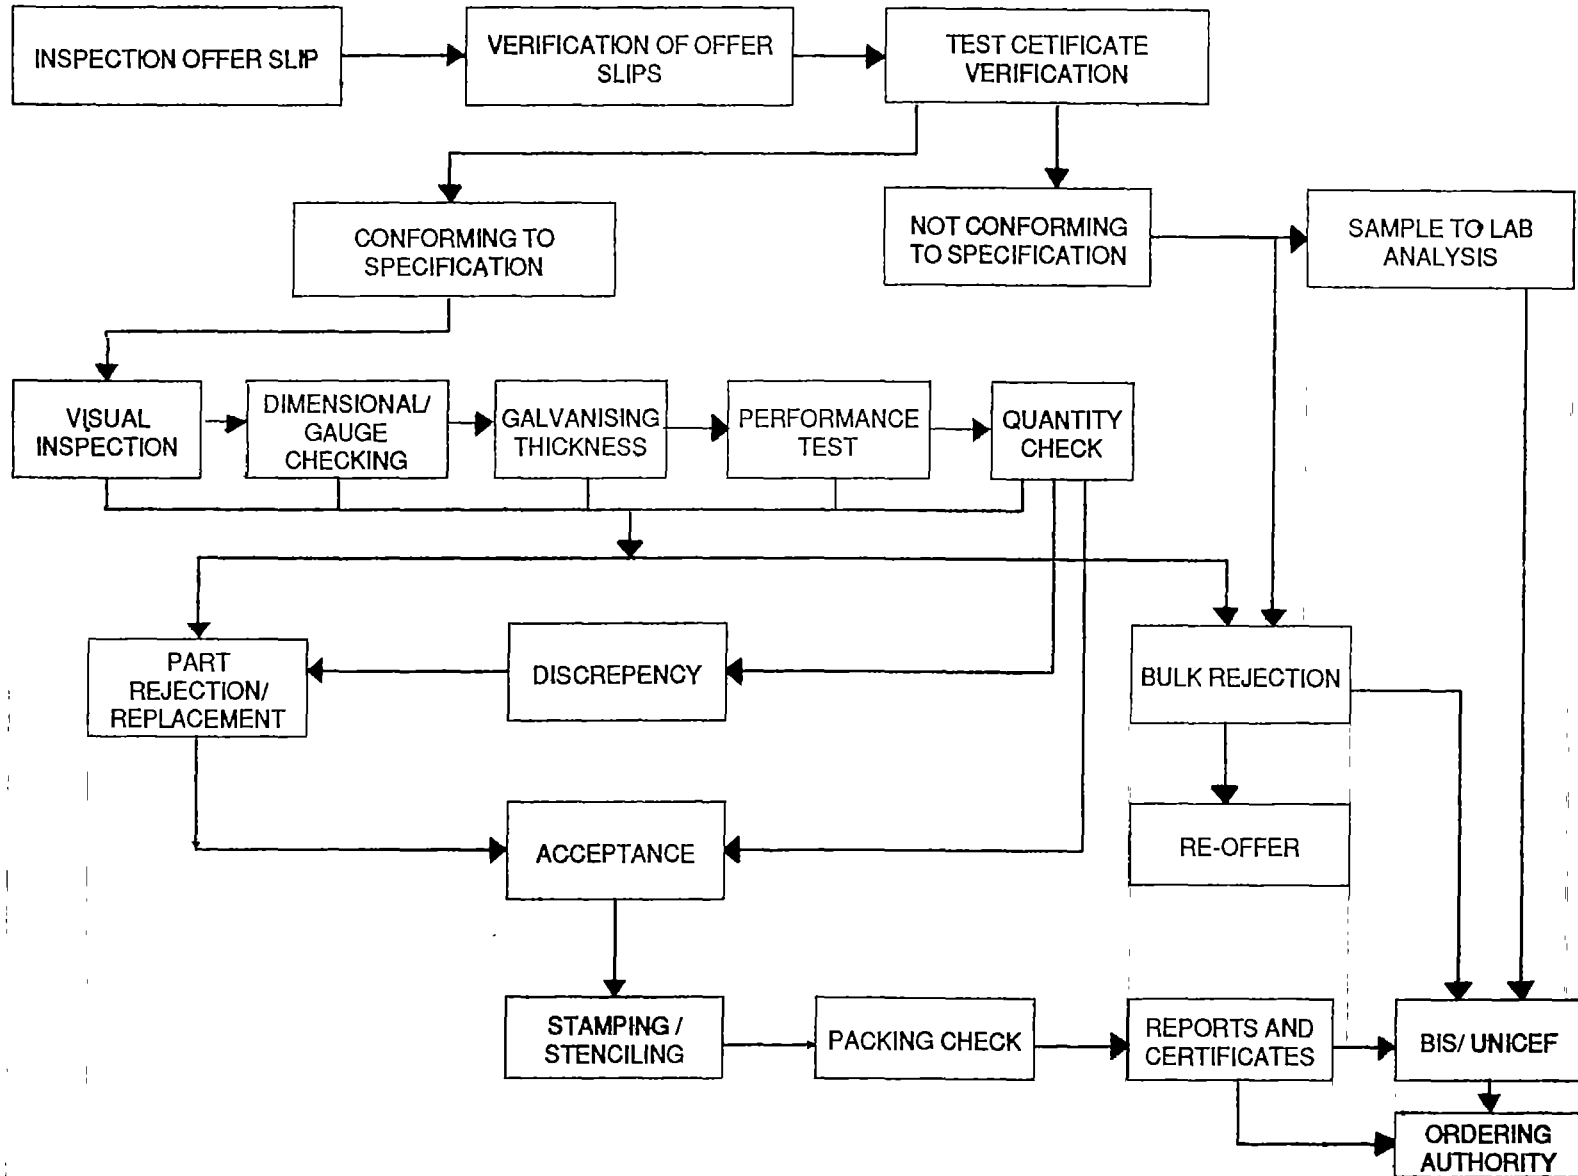 INSPECTION OFFER SLIP
VERIFICATION OF OFFER
SLIPS
TEST CETIFICATE
VERIFICATION
CONFORMING TO
SPECIFICATION
NOT CONFORMING
TO SPECIFICATION
SAMPLE TO LAB
ANALYSIS
VISUAL
INSPECTION
DIMENSIONAL/
GAUGE
CHECKING
GALVANISING
THICKNESS
PERFORMANCE
TEST
QUANTITY
CHECK
PART
REJECTION/
REPLACEMENT
DISCREPENCY
BULK REJECTION
ACCEPTANCE
RE-OFFER
STAMPING /
STENCILING
PACKING CHECK
REPORTS AND
CERTIFICATES
BIS/ UNICEF
ORDERING
AUTHORITY